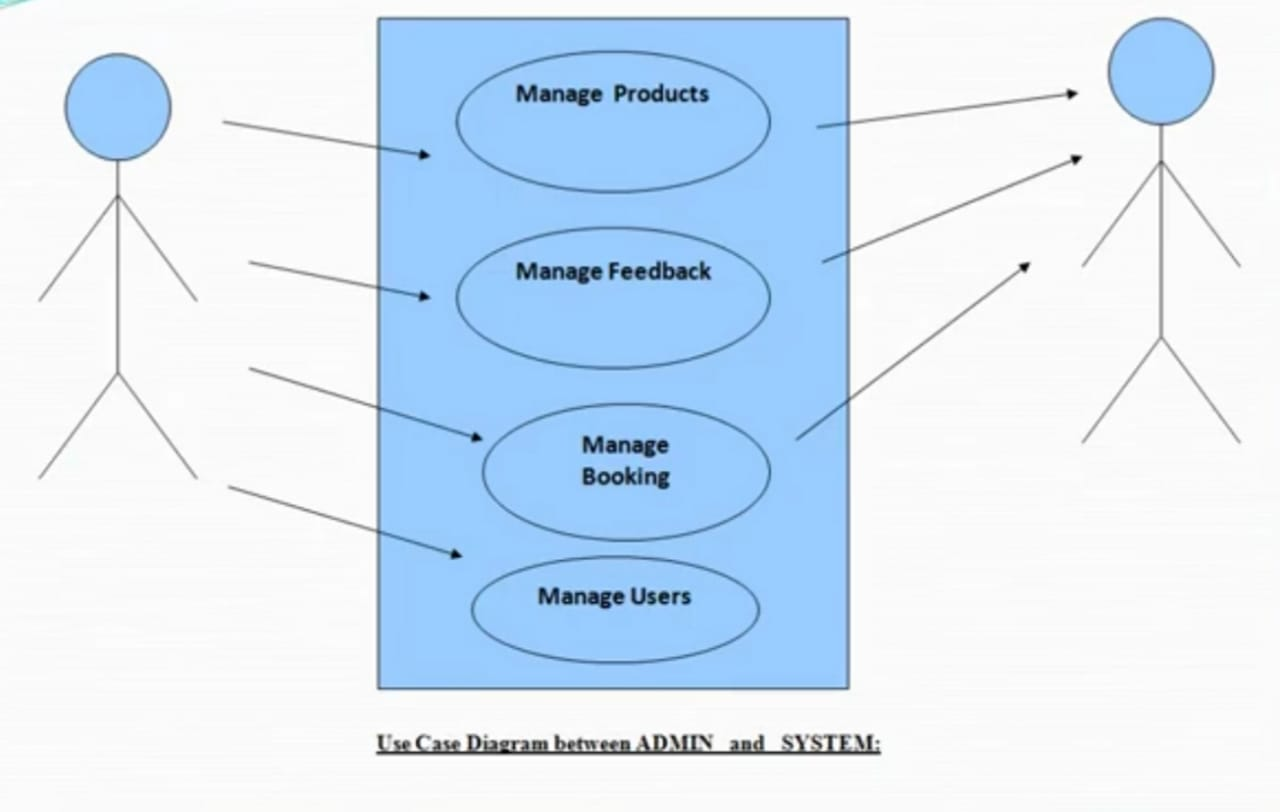 Manage Products
Manage Feedback
Manage
Booking
Manage Users
Use Case Diagram between ADMIN and SYSTEM: